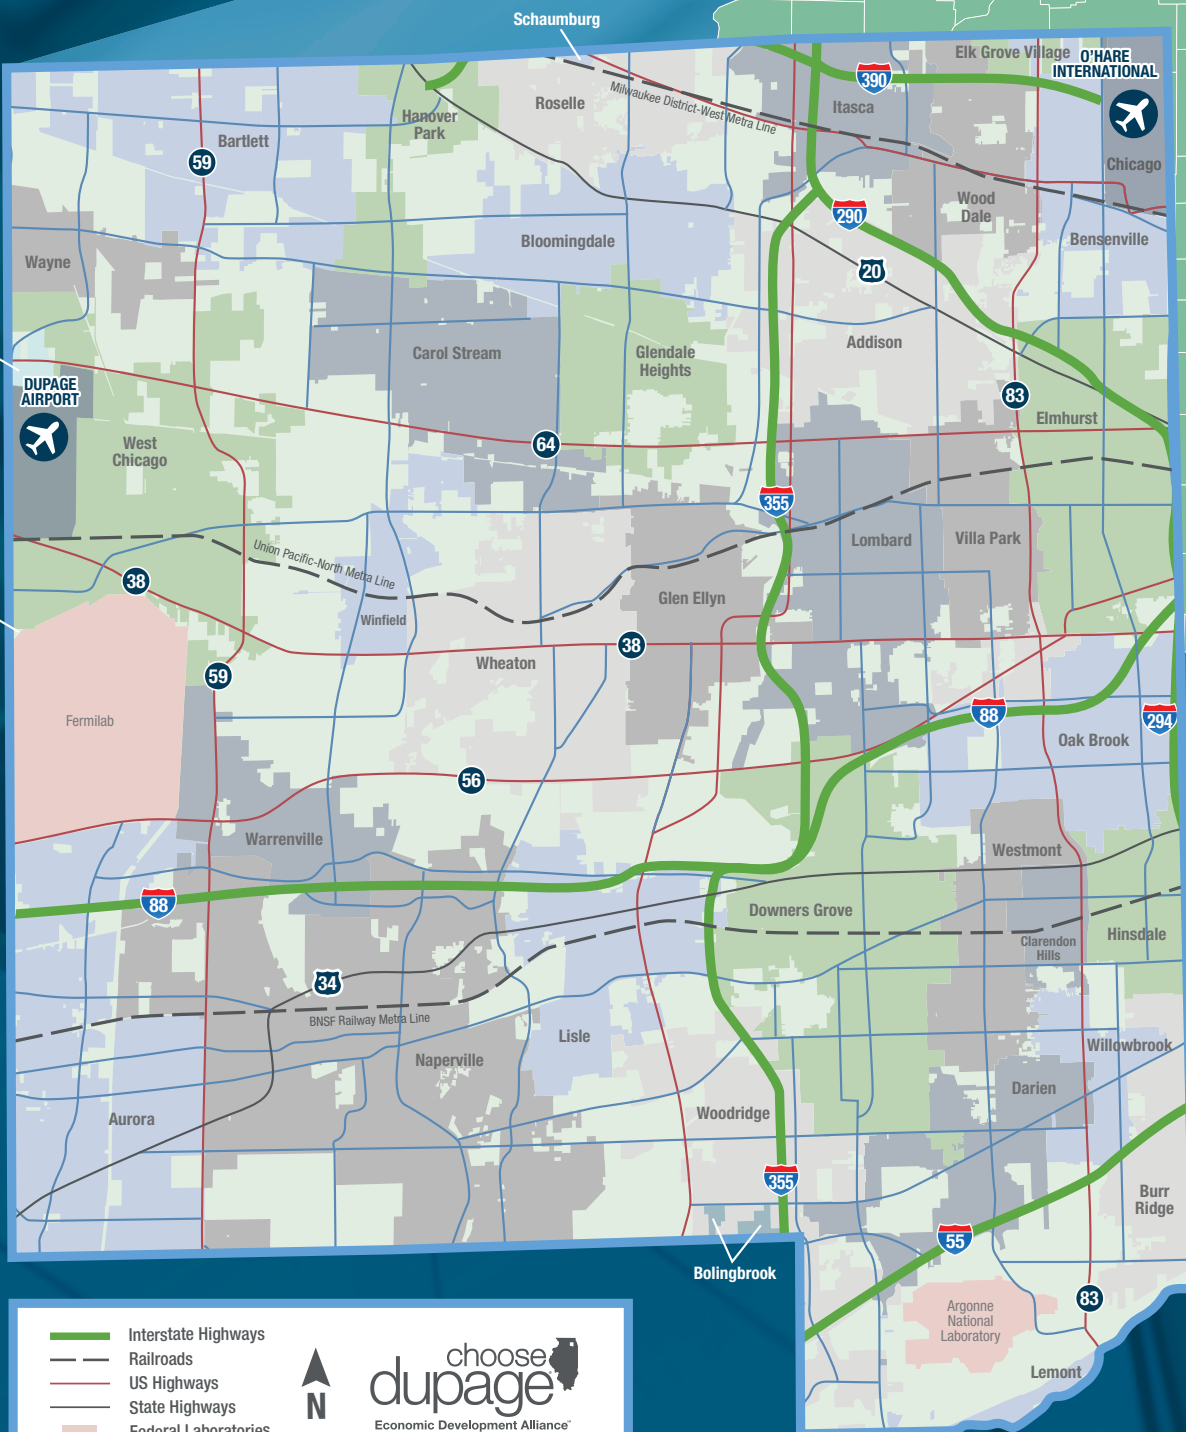 Schaumburg
Elk Grove Village
O'HARE
INTERNATIONAL
390
Roselle
Milwaukee District-West Metra Line
Itasca
Hanover
Park
Bartlett
59
Chicago
Wood
Dale
290
Bensenville
Bloomingdale
Wayne
20
Addison
Carol Stream
Glendale
Heights
DUPAGE
AIRPORT
83
Elmhurst
West
Chicago
64
355
Lombard
Villa Park
Union Pacific-North Metra Line
38
Glen Ellyn
Winfield
38
Wheaton
59
Fermilab
88
294
Oak Brook
56
Warrenville
Westmont
88
Downers Grove
Clarendon
Hills
Hinsdale
34
BNSF Railway Metra Line
Lisle
Willowbrook
Naperville
Darien
Aurora
Woodridge
355
Burr
Ridge
55
Bolingbrook
83
Argonne
National
Laboratory
Lemont
Interstate Highways
Railroads
US Highways
State Highways
Federal Laboratories
N
choose
dupage
Economic Development Alliance™